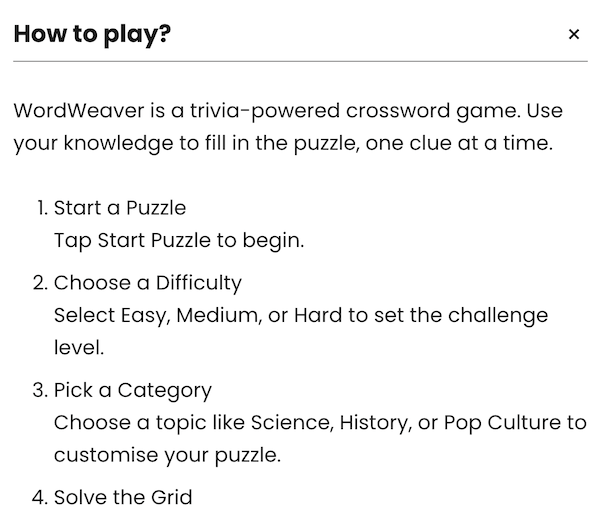 How to play?
×
WordWeaver is a trivia-powered crossword game. Use
your knowledge to fill in the puzzle, one clue at a time.
1. Start a Puzzle
Tap Start Puzzle to begin.
2. Choose a Difficulty
Select Easy, Medium, or Hard to set the challenge
level.
3. Pick a Category
Choose a topic like Science, History, or Pop Culture to
customise your puzzle.
4. Solve the Grid